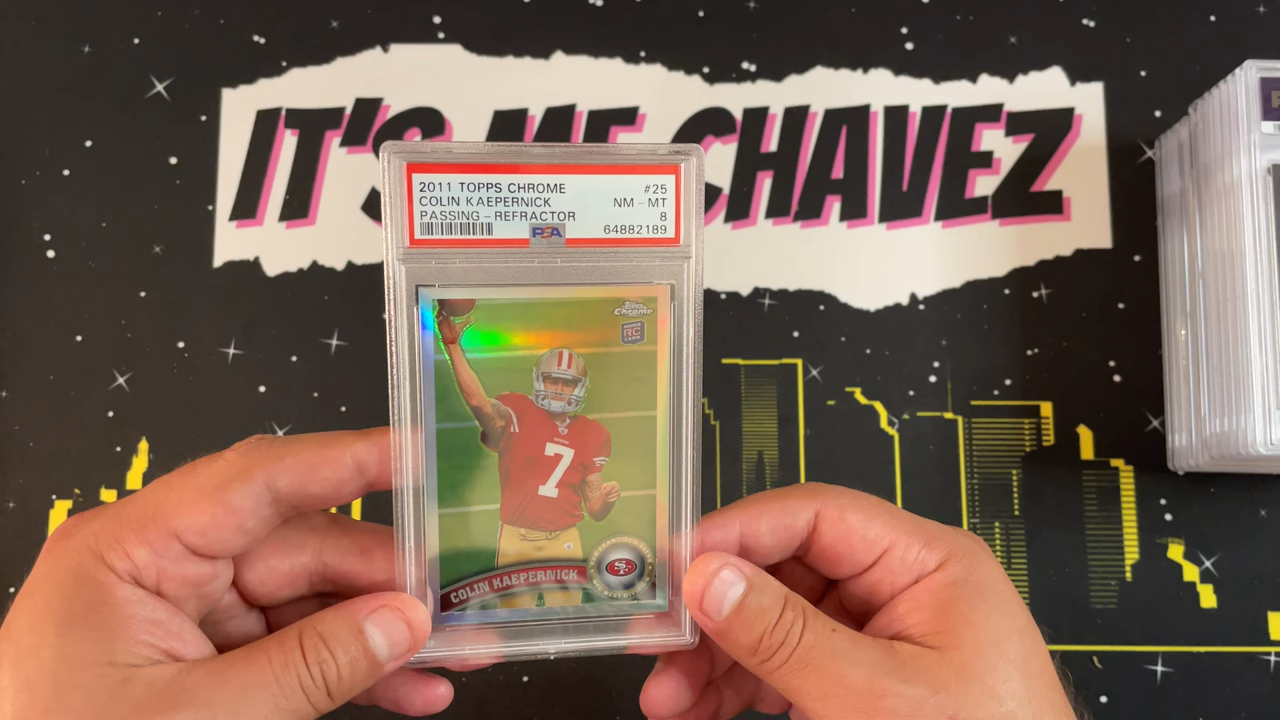 IT'S ME CHAVEZ
2011 TOPPS CHROME #25
COLIN KAEPERNICK NM - MT
PASSING - REFRACTOR 8
PSA 64882189
Topps
Chrome
RC
7
SF
COLIN KAEPERNICK